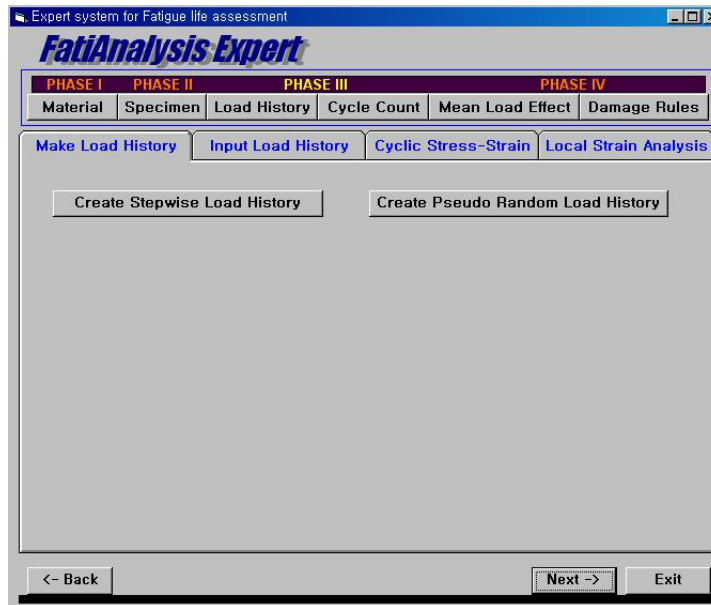 Expert system for Fatigue life assessment
FatiAnalysis Expert
PHASE I PHASE II PHASE III PHASE IV
Material Specimen Load History Cycle Count Mean Load Effect Damage Rules
Make Load History Input Load History Cyclic Stress-Strain Local Strain Analysis
Create Stepwise Load History Create Pseudo Random Load History
<- Back Next -> Exit